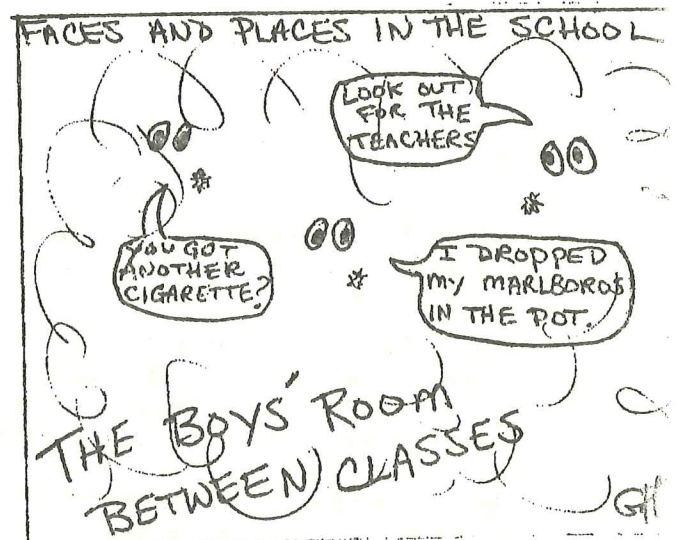 FACES AND PLACES IN THE SCHOOL
LOOK OUT
FOR THE
TEACHERS
YOU GOT
ANOTHER
CIGARETTE?
I DROPPED
MY MARLBOROS
IN THE POT.
THE BOYS' ROOM
BETWEEN CLASSES
GH